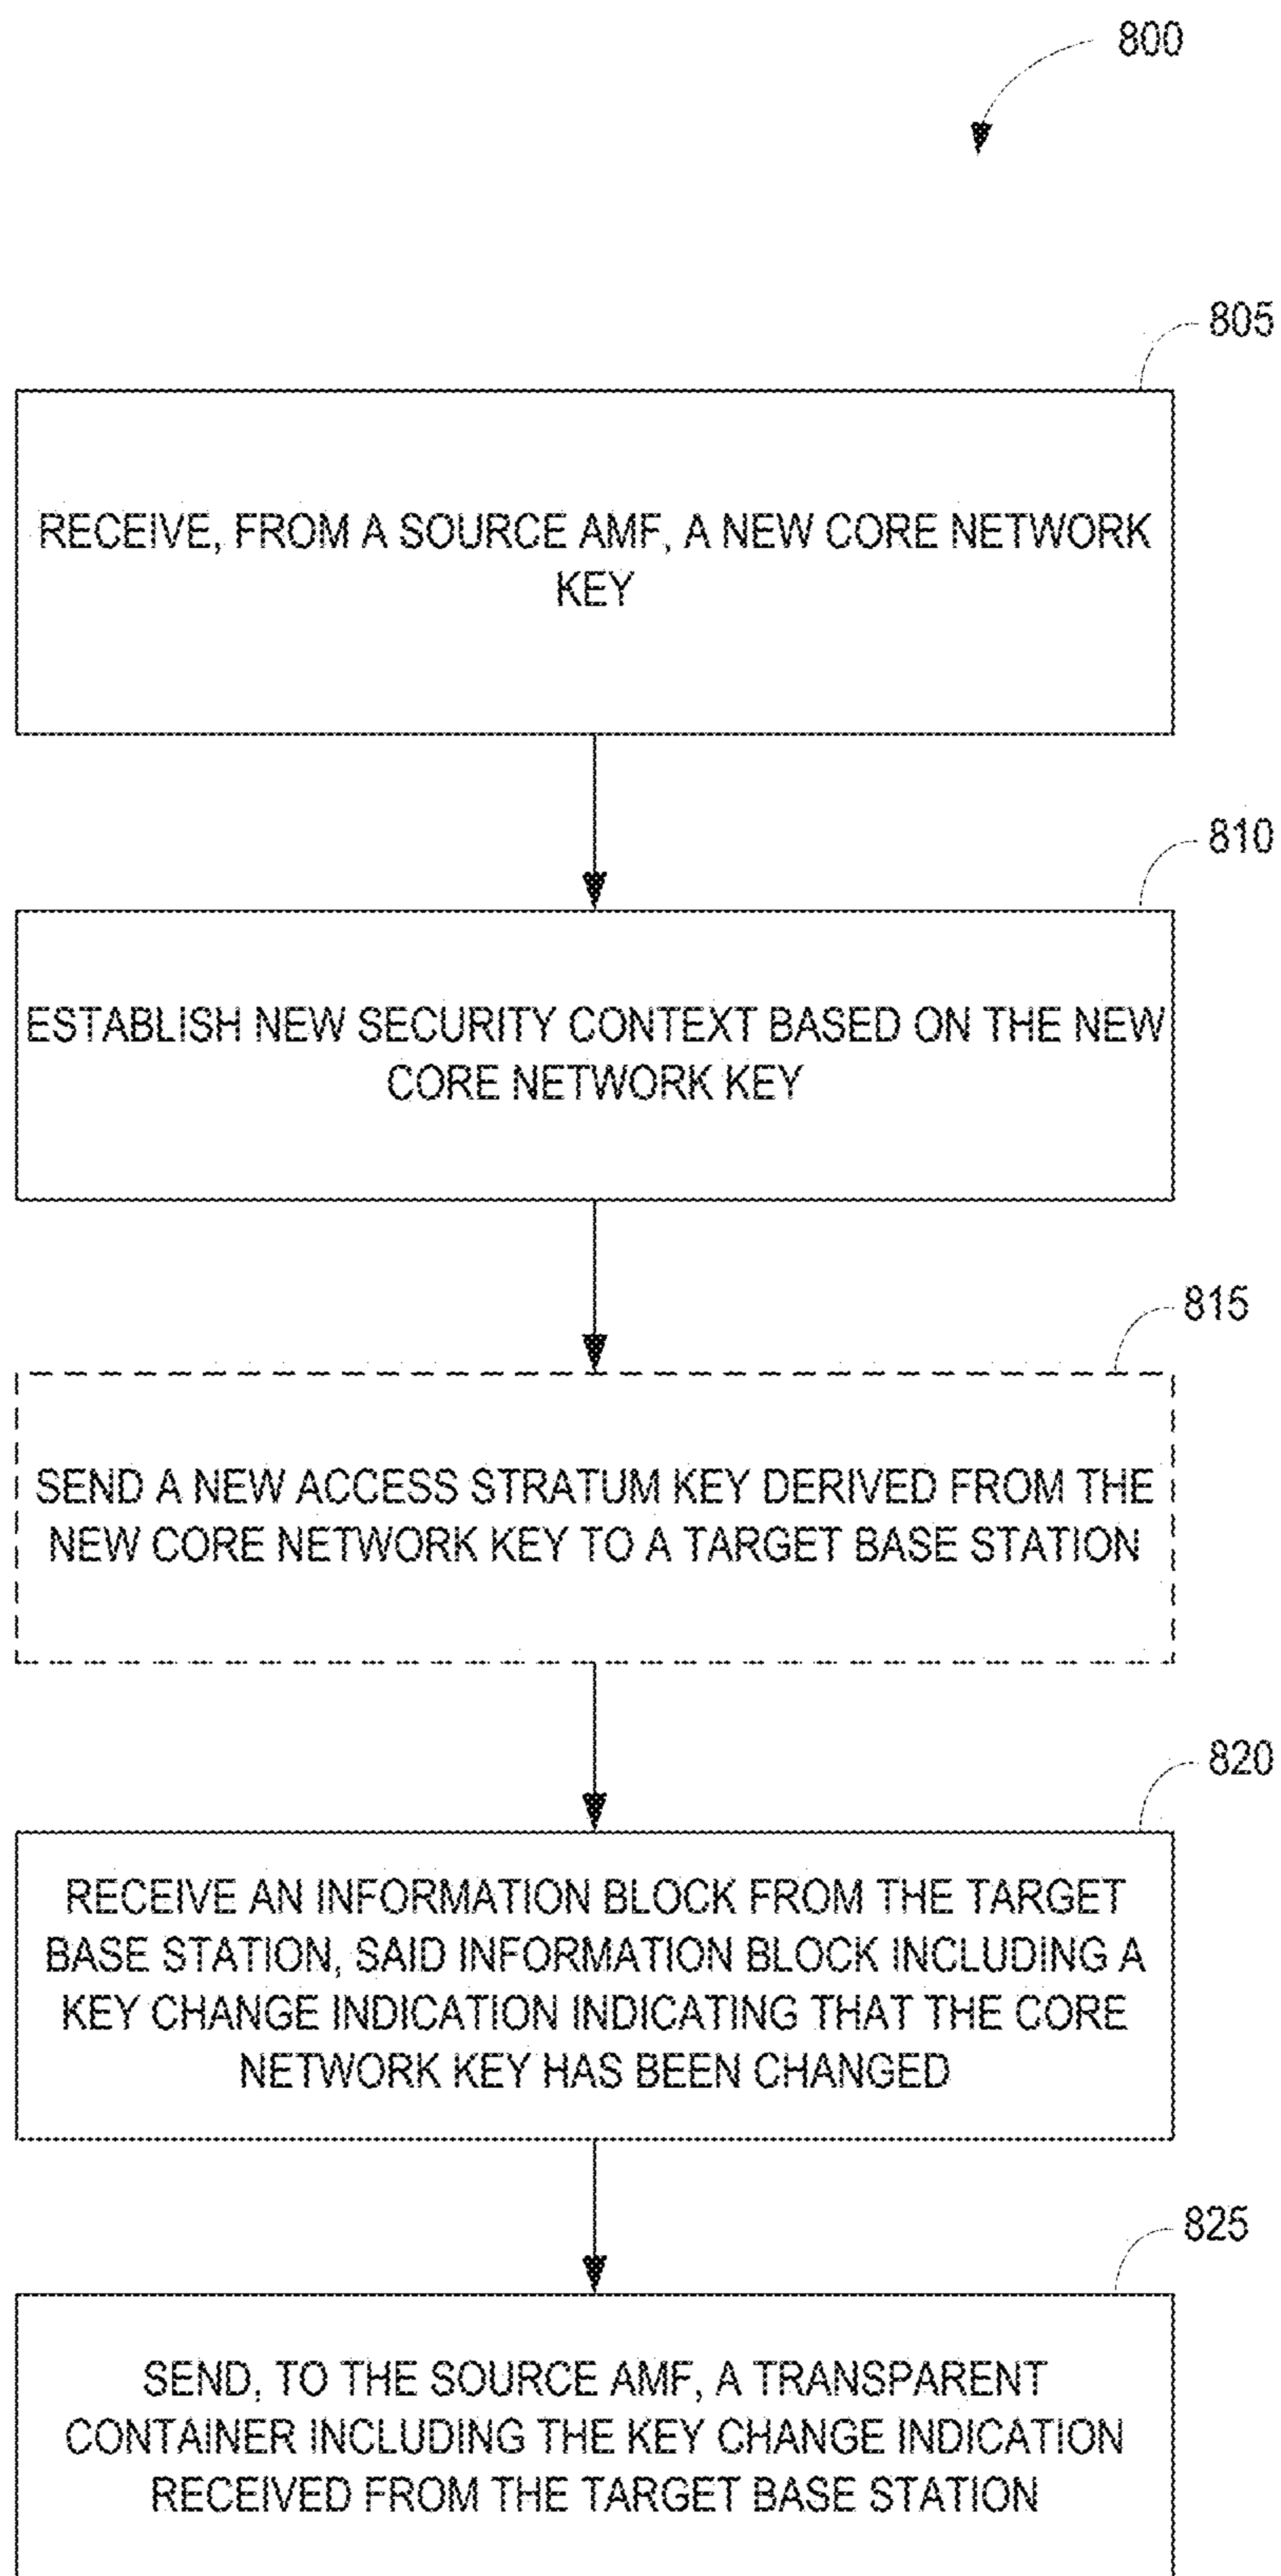 800
805
RECEIVE, FROM A SOURCE AMF, A NEW CORE NETWORK
KEY
810
ESTABLISH NEW SECURITY CONTEXT BASED ON THE NEW
CORE NETWORK KEY
815
SEND A NEW ACCESS STRATUM KEY DERIVED FROM THE
NEW CORE NETWORK KEY TO A TARGET BASE STATION
820
RECEIVE AN INFORMATION BLOCK FROM THE TARGET
BASE STATION, SAID INFORMATION BLOCK INCLUDING A
KEY CHANGE INDICATION INDICATING THAT THE CORE
NETWORK KEY HAS BEEN CHANGED
825
SEND, TO THE SOURCE AMF, A TRANSPARENT
CONTAINER INCLUDING THE KEY CHANGE INDICATION
RECEIVED FROM THE TARGET BASE STATION